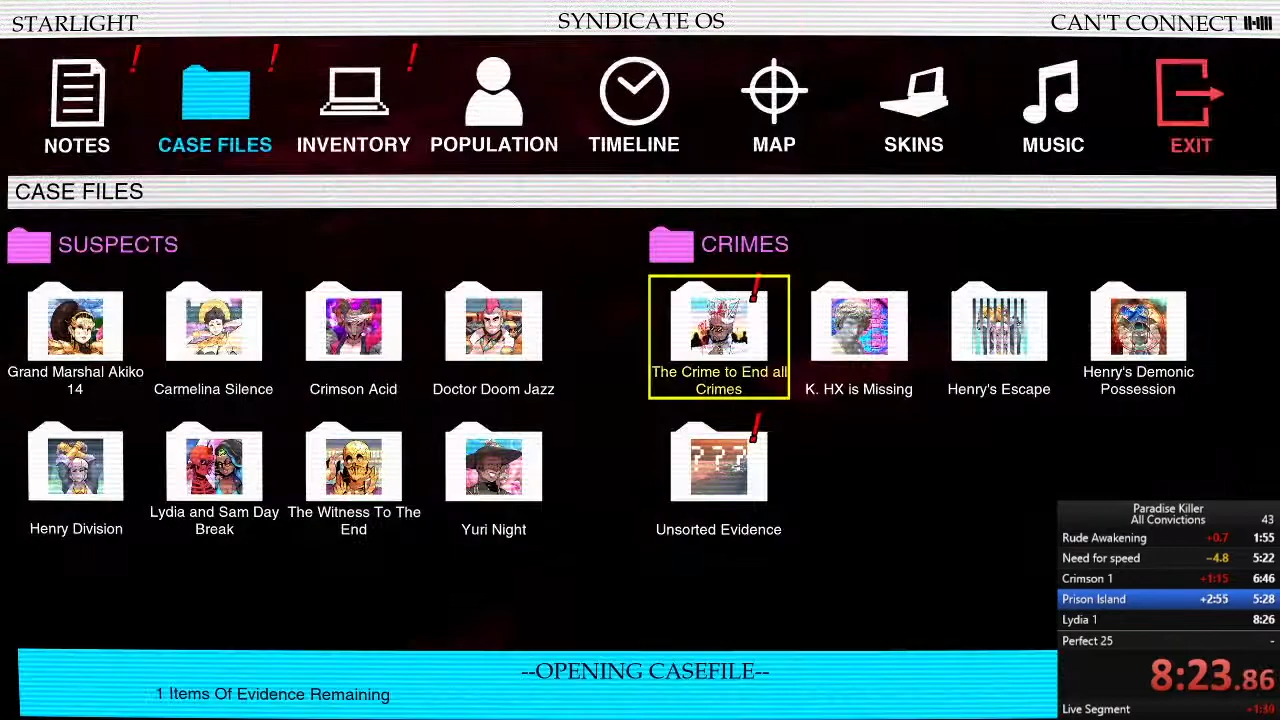 STARLIGHT
SYNDICATE OS
CAN'T CONNECT
! ! !
NOTES CASE FILES INVENTORY POPULATION TIMELINE MAP SKINS MUSIC EXIT
CASE FILES
SUSPECTS
Grand Marshal Akiko
14
Carmelina Silence
Crimson Acid
Doctor Doom Jazz
Henry Division
Lydia and Sam Day
Break
The Witness To The
End
Yuri Night
CRIMES
!
The Crime to End all
Crimes
K. HX is Missing
Henry's Escape
Henry's Demonic
Possession
!
???
Unsorted Evidence
--OPENING CASEFILE--
1 Items Of Evidence Remaining
Paradise Killer
All Convictions 43
Rude Awakening +0.7 1:55
Need for speed −4.8 5:22
Crimson 1 +1:15 6:46
Prison Island +2:55 5:28
Lydia 1 8:26
Perfect 25 -
8:23.86
Live Segment +1:30